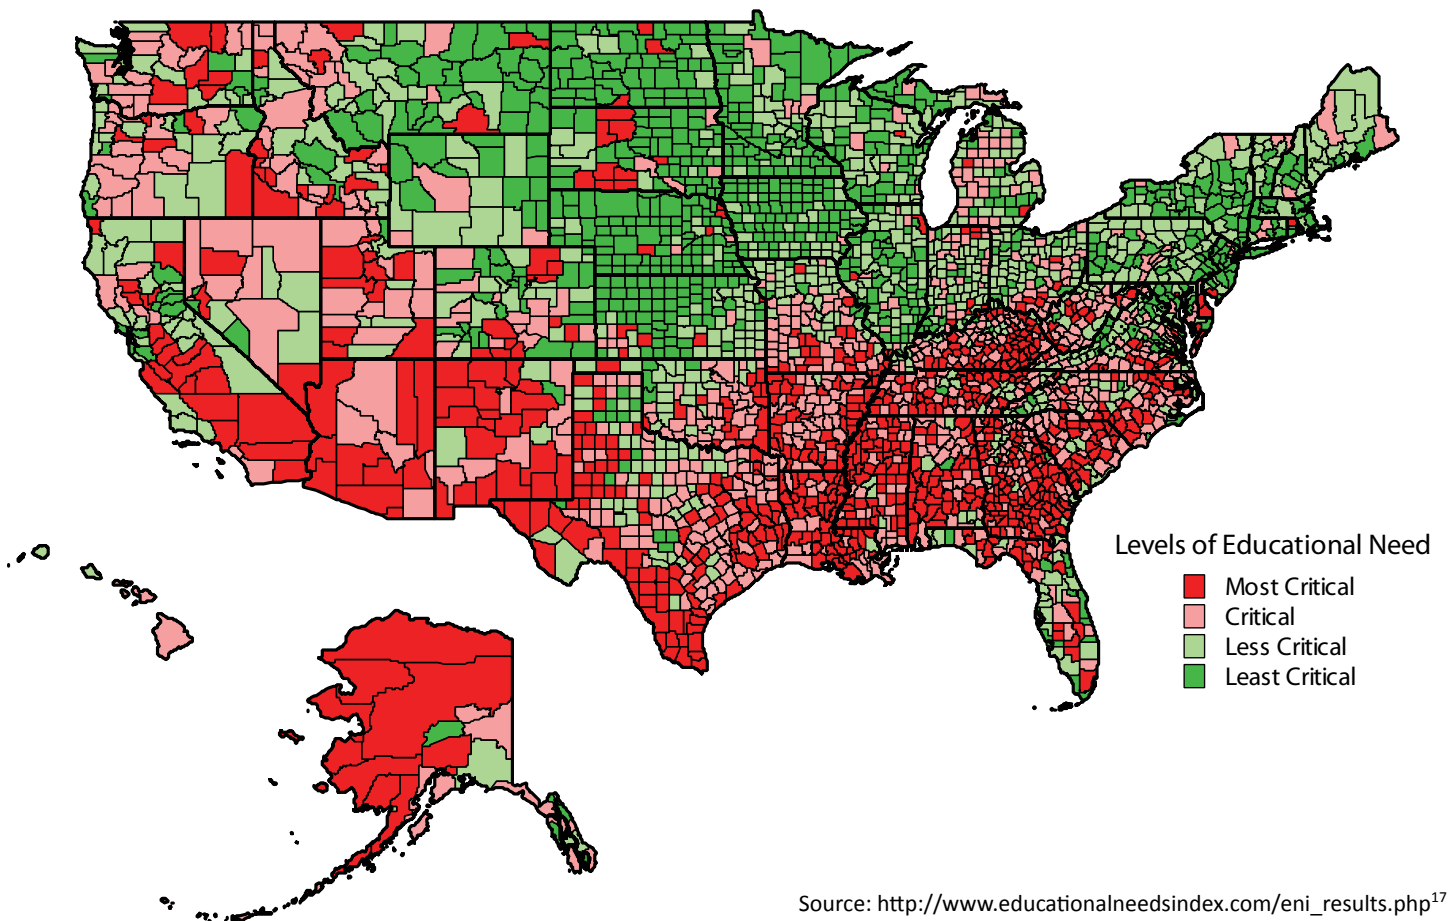 Levels of Educational Need
Most Critical
Critical
Less Critical
Least Critical
Source: http://www.educationalneedsindex.com/eni_results.php17